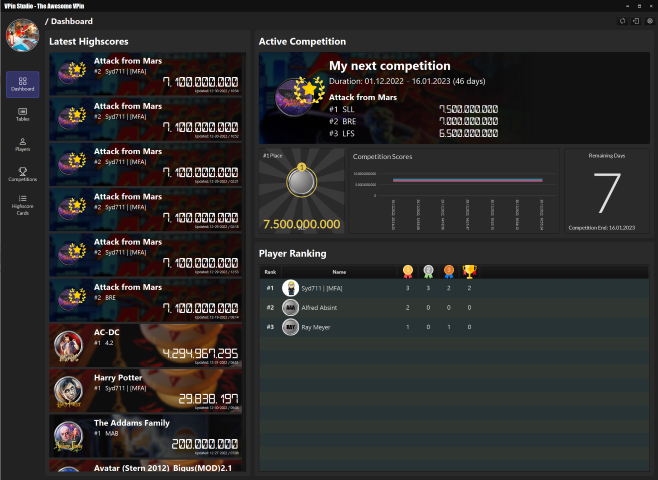 VPin Studio - The Awesome VPin
/ Dashboard
Dashboard
Tables
Players
Competitions
Highscore
Cards
Latest Highscores
Attack from Mars
#2 Syd711 | [MFA]
7.100.000.000
Attack from Mars
#2 Syd711 | [MFA]
7.100.000.000
Attack from Mars
#2 Syd711 | [MFA]
7.100.000.000
Attack from Mars
#2 Syd711 | [MFA]
7.100.000.000
Attack from Mars
#2 Syd711 | [MFA]
7.100.000.000
Attack from Mars
#2 BRE
7.100.000.000
AC-DC
#1 4.2
4.294.967.295
Harry Potter
#1 Syd711 | [MFA]
29.838.197
The Addams Family
#1 MAB
200.000.000
Avatar (Stern 2012)_Bigus(MOD)2.1
Active Competition
My next competition
Duration: 01.12.2022 - 16.01.2023 (46 days)
Attack from Mars
#1 SLL 7.500.000.000
#2 BRE 7.000.000.000
#3 LFS 6.500.000.000
#1 Place
1
7.500.000.000
Competition Scores
Remaining Days
7
Competition End: 16.01.2023
Player Ranking
Rank Name
#1 Syd711 | [MFA] 3 3 2 2
#2 Alfred Absint 2 0 0 0
#3 RAY Ray Meyer 1 0 1 0